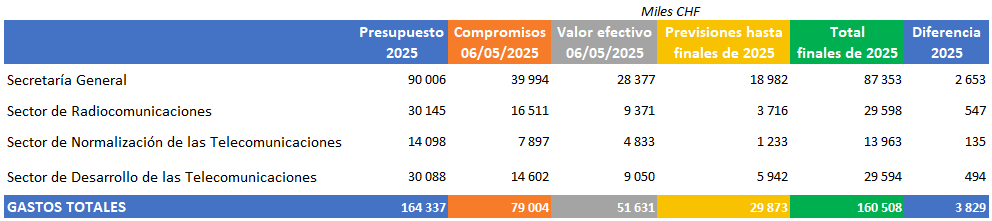 Miles CHF
Presupuesto Compromisos Valor efectivo Previsiones hasta Total Diferencia
2025 06/05/2025 06/05/2025 finales de 2025 finales de 2025 2025
Secretaría General 90 006 39 994 28 377 18 982 87 353 2 653
Sector de Radiocomunicaciones 30 145 16 511 9 371 3 716 29 598 547
Sector de Normalización de las Telecomunicaciones 14 098 7 897 4 833 1 233 13 963 135
Sector de Desarrollo de las Telecomunicaciones 30 088 14 602 9 050 5 942 29 594 494
GASTOS TOTALES 164 337 79 004 51 631 29 873 160 508 3 829